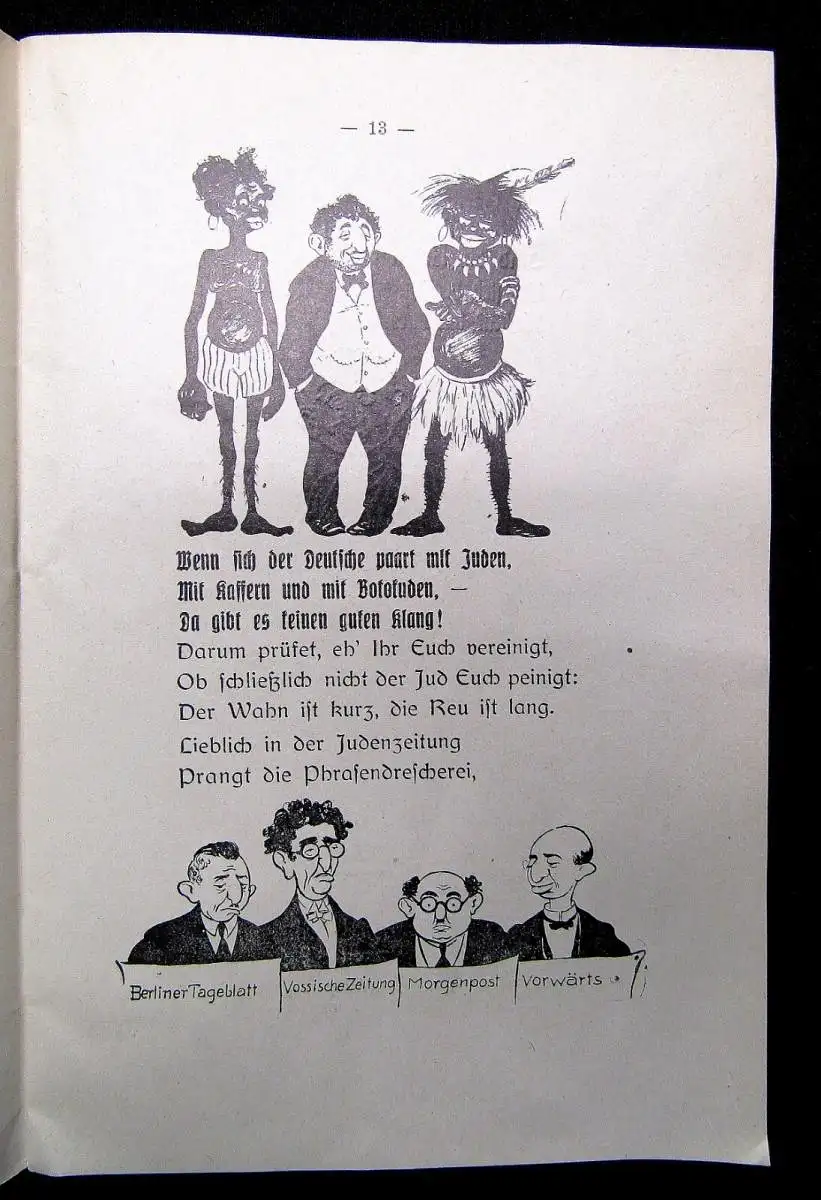 — 13 —
Wenn sich der Deutsche paart mit Juden,
Mit Kaffern und mit Botokuden, —
Da gibt es keinen guten Klang!
Darum prüfet, eh' Ihr Euch vereinigt,
Ob schließlich nicht der Jud Euch peinigt:
Der Wahn ist kurz, die Reu ist lang.
Lieblich in der Judenzeitung
Prangt die Phrasendrescherei,
Berliner Tageblatt Vossische Zeitung Morgenpost Vorwärts